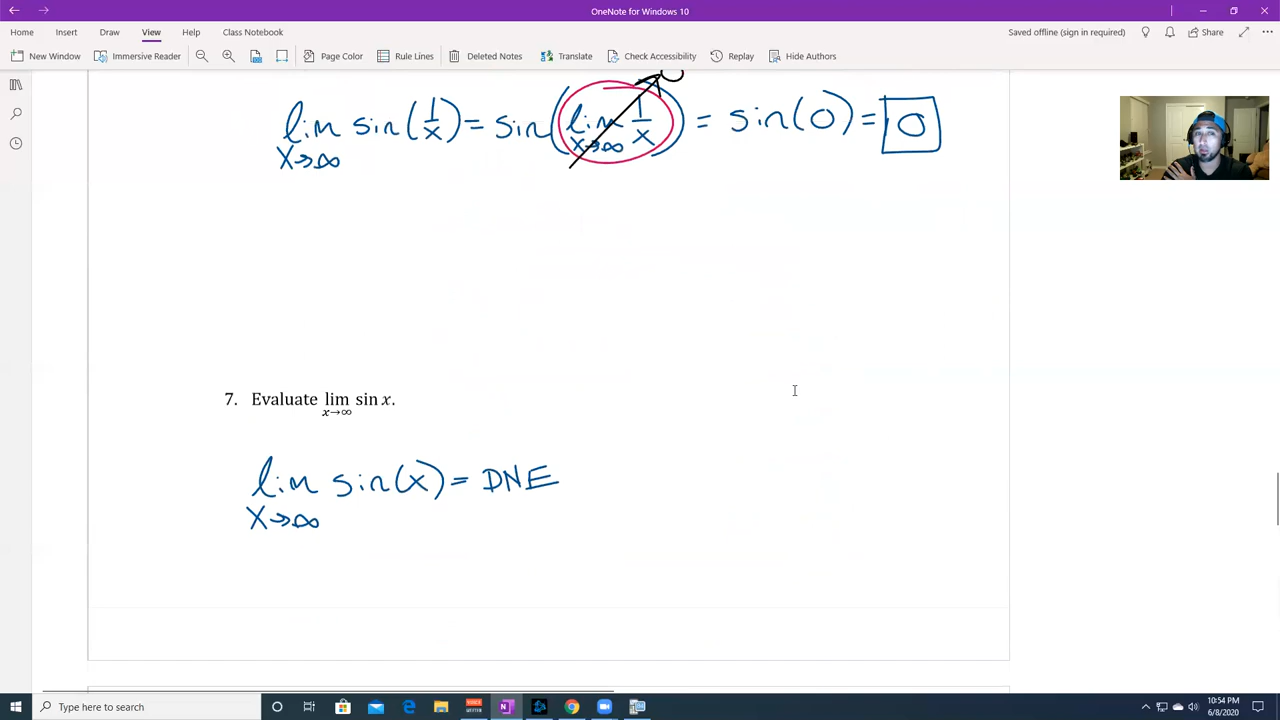 OneNote for Windows 10
Home Insert Draw View Help Class Notebook Saved offline (sign in required) Share
New Window Immersive Reader Page Color Rule Lines Deleted Notes Translate Check Accessibility Replay Hide Authors
lim sin(1/x) = sin(lim 1/x) = sin(0) = 0
x→∞ x→∞
0
7. Evaluate lim sin x.
x→∞
lim sin(x) = DNE
x→∞
Type here to search
10:54 PM
6/8/2020